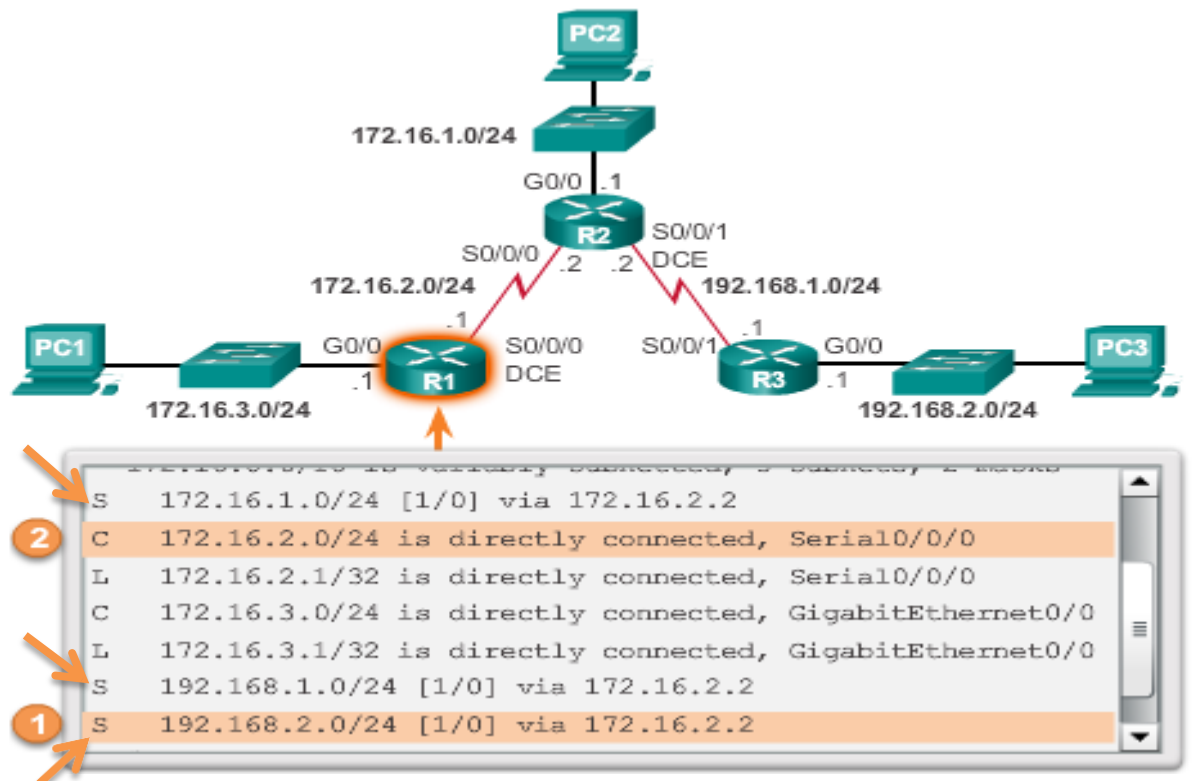 PC2
172.16.1.0/24
G0/0 .1
R2
S0/0/1
DCE
S0/0/0
.2 .2
172.16.2.0/24
192.168.1.0/24
.1
.1
PC1
G0/0
.1
R1
S0/0/0
DCE
S0/0/1
R3
G0/0
.1
PC3
172.16.3.0/24
192.168.2.0/24
S 172.16.1.0/24 [1/0] via 172.16.2.2
2
C 172.16.2.0/24 is directly connected, Serial0/0/0
L 172.16.2.1/32 is directly connected, Serial0/0/0
C 172.16.3.0/24 is directly connected, GigabitEthernet0/0
L 172.16.3.1/32 is directly connected, GigabitEthernet0/0
S 192.168.1.0/24 [1/0] via 172.16.2.2
1
S 192.168.2.0/24 [1/0] via 172.16.2.2